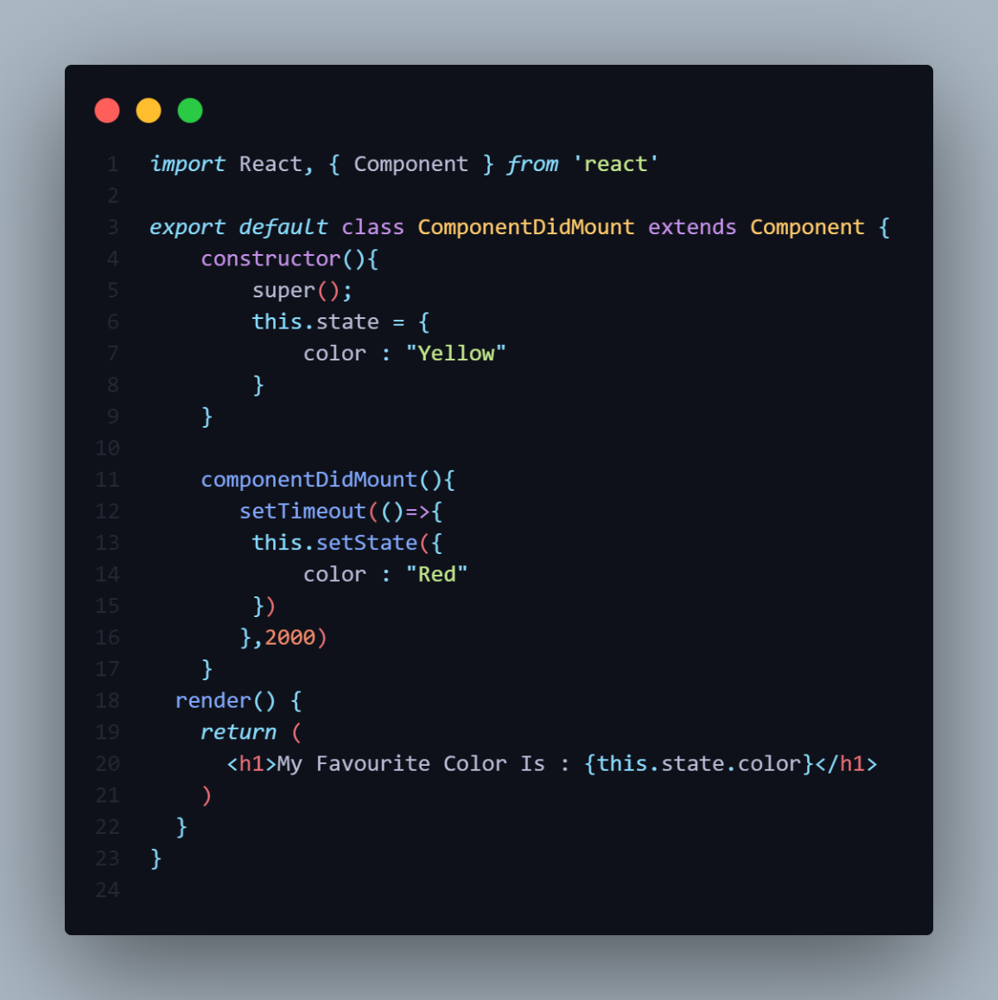 1 import React, { Component } from 'react'
2
3 export default class ComponentDidMount extends Component {
4     constructor(){
5         super();
6         this.state = {
7             color : "Yellow"
8         }
9     }
10
11     componentDidMount(){
12        setTimeout(()=>{
13         this.setState({
14             color : "Red"
15         })
16        },2000)
17     }
18   render() {
19     return (
20       <h1>My Favourite Color Is : {this.state.color}</h1>
21     )
22   }
23 }
24